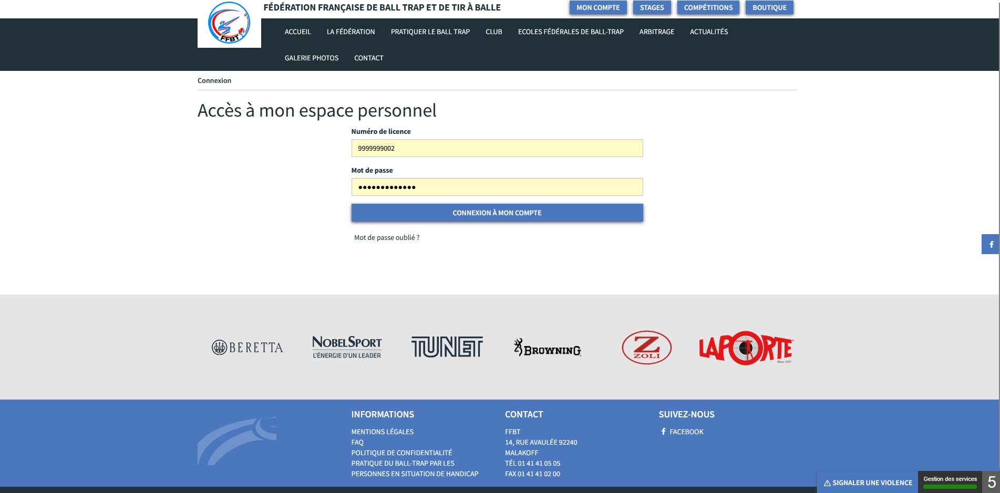 FÉDÉRATION FRANÇAISE DE BALL TRAP ET DE TIR À BALLE
MON COMPTE
STAGES
COMPÉTITIONS
BOUTIQUE
FFBT
ACCUEIL
LA FÉDÉRATION
PRATIQUER LE BALL TRAP
CLUB
ECOLES FÉDÉRALES DE BALL-TRAP
ARBITRAGE
ACTUALITÉS
GALERIE PHOTOS
CONTACT
Connexion
Accès à mon espace personnel
Numéro de licence
9999999002
Mot de passe
•••••••••••••
CONNEXION À MON COMPTE
Mot de passe oublié ?
BERETTA
NOBELSPORT
L'ÉNERGIE D'UN LEADER
TUNET
BROWNING
Z
ZOLI
LAPORTE
Since 1927
INFORMATIONS
MENTIONS LÉGALES
FAQ
POLITIQUE DE CONFIDENTIALITÉ
PRATIQUE DU BALL-TRAP PAR LES
PERSONNES EN SITUATION DE HANDICAP
CONTACT
FFBT
14, RUE AVAULÉE 92240
MALAKOFF
TÉL 01 41 41 05 05
FAX 01 41 41 02 00
SUIVEZ-NOUS
FACEBOOK
⚠ SIGNALER UNE VIOLENCE
Gestion des services
5